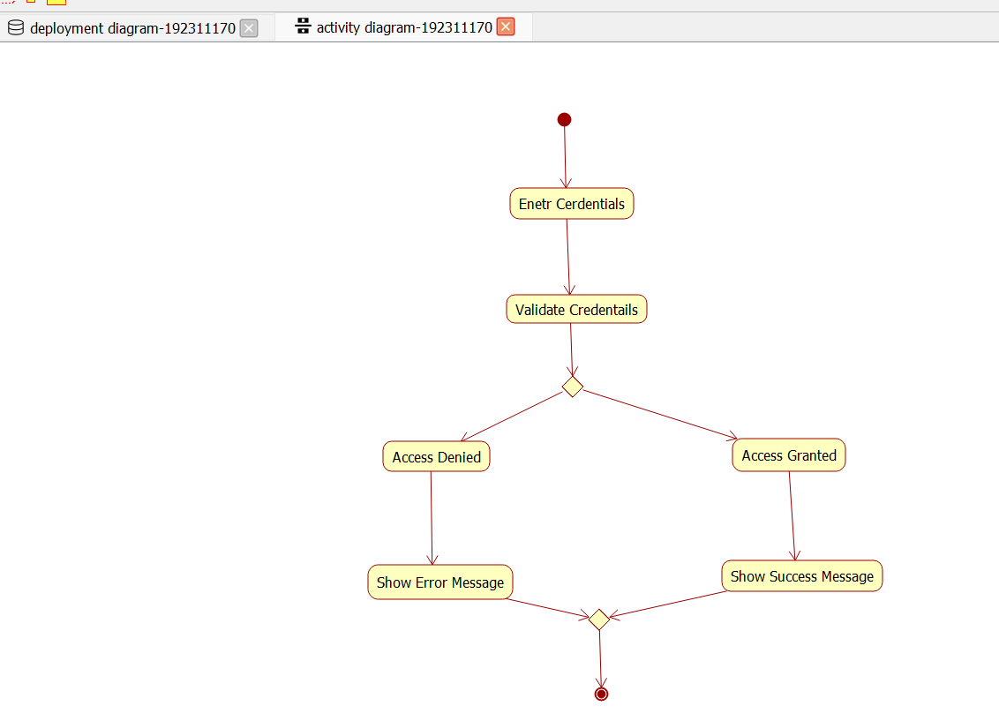 deployment diagram-192311170
activity diagram-192311170
Enetr Cerdentials
Validate Credentails
Access Denied
Access Granted
Show Error Message
Show Success Message